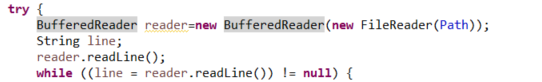 try {
BufferedReader reader=new BufferedReader(new FileReader(Path));
String line;
reader.readLine();
while ((line = reader.readLine()) != null) {